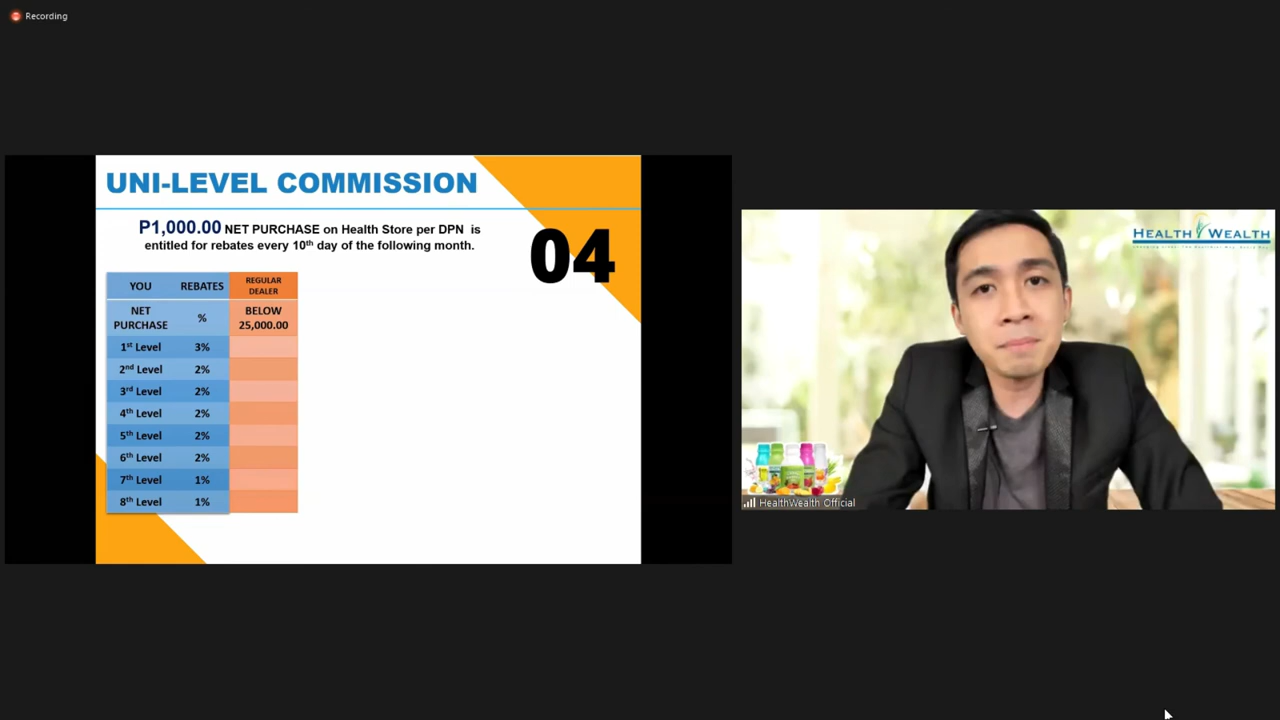 Recording
UNI-LEVEL COMMISSION
P1,000.00 NET PURCHASE on Health Store per DPN is
entitled for rebates every 10th day of the following month.
04
YOU REBATES REGULAR DEALER
NET PURCHASE % BELOW 25,000.00
1st Level 3%
2nd Level 2%
3rd Level 2%
4th Level 2%
5th Level 2%
6th Level 2%
7th Level 1%
8th Level 1%
HEALTH WEALTH
HealthWealth Official